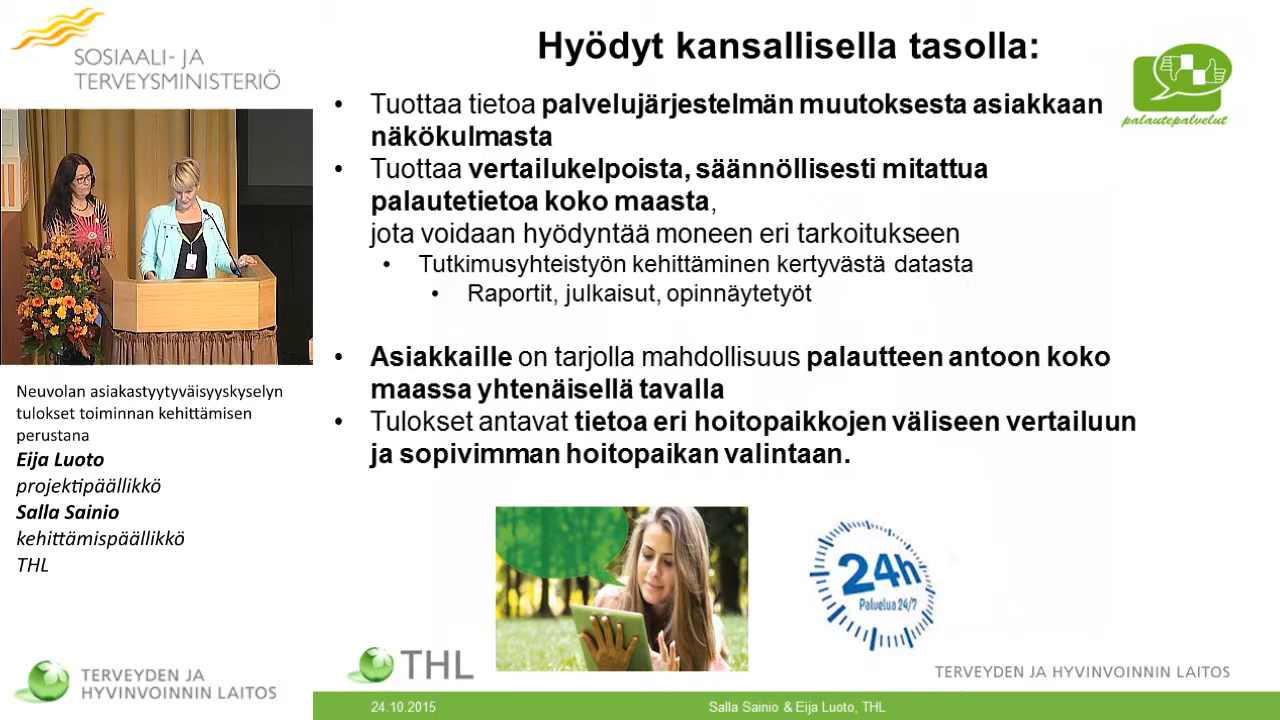 SOSIAALI- JA
TERVEYSMINISTERIÖ
Neuvolan asiakastyytyväisyyskyselyn
tulokset toiminnan kehittämisen
perustana
Eija Luoto
projektipäällikkö
Salla Sainio
kehittämispäällikkö
THL
TERVEYDEN JA
HYVINVOINNIN LAITOS
Hyödyt kansallisella tasolla:
palautepalvelut
• Tuottaa tietoa palvelujärjestelmän muutoksesta asiakkaan
näkökulmasta
• Tuottaa vertailukelpoista, säännöllisesti mitattua
palautetietoa koko maasta,
jota voidaan hyödyntää moneen eri tarkoitukseen
• Tutkimusyhteistyön kehittäminen kertyvästä datasta
• Raportit, julkaisut, opinnäytetyöt
• Asiakkaille on tarjolla mahdollisuus palautteen antoon koko
maassa yhtenäisellä tavalla
• Tulokset antavat tietoa eri hoitopaikkojen väliseen vertailuun
ja sopivimman hoitopaikan valintaan.
24h
Palvelua 24/7
THL
TERVEYDEN JA HYVINVOINNIN LAITOS
24.10.2015
Salla Sainio & Eija Luoto, THL